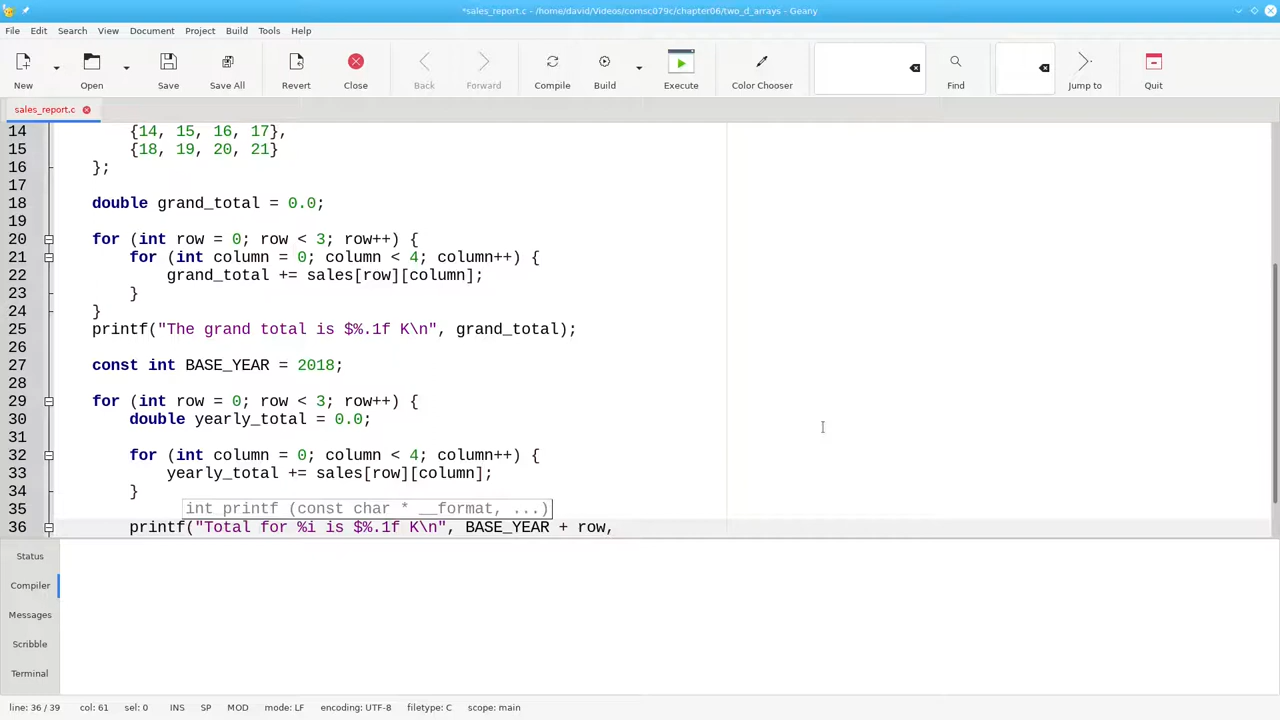 *sales_report.c - /home/david/Videos/comsc079c/chapter06/two_d_arrays - Geany
File Edit Search View Document Project Build Tools Help
New Open Save Save All Revert Close Back Forward Compile Build Execute Color Chooser Find Jump to Quit
sales_report.c
14 {14, 15, 16, 17},
15 {18, 19, 20, 21}
16 };
17
18 double grand_total = 0.0;
19
20 for (int row = 0; row < 3; row++) {
21 for (int column = 0; column < 4; column++) {
22 grand_total += sales[row][column];
23 }
24 }
25 printf("The grand total is $%.1f K\n", grand_total);
26
27 const int BASE_YEAR = 2018;
28
29 for (int row = 0; row < 3; row++) {
30 double yearly_total = 0.0;
31
32 for (int column = 0; column < 4; column++) {
33 yearly_total += sales[row][column];
34 }
35 int printf (const char * __format, ...)
36 printf("Total for %i is $%.1f K\n", BASE_YEAR + row,
Status
Compiler
Messages
Scribble
Terminal
line: 36 / 39 col: 61 sel: 0 INS SP MOD mode: LF encoding: UTF-8 filetype: C scope: main